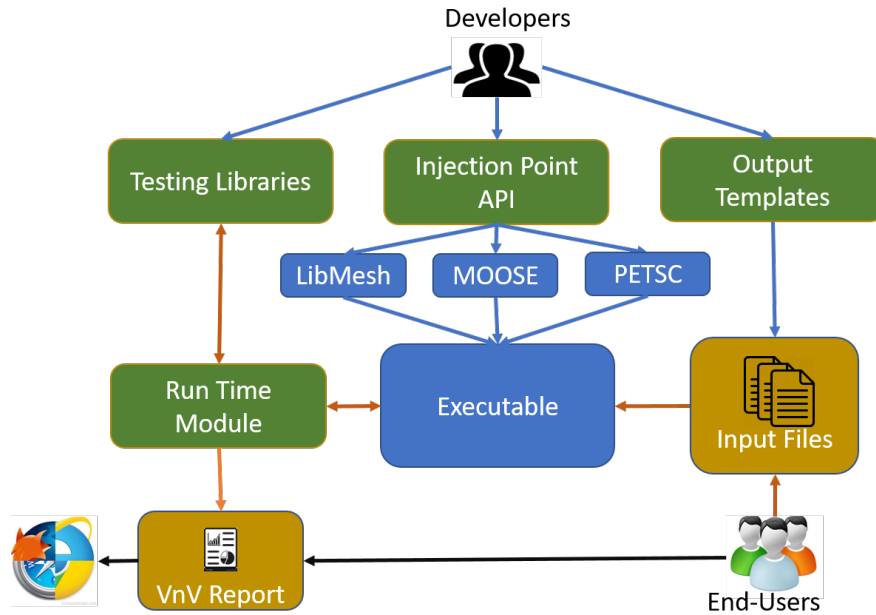 Developers
Testing Libraries
Injection Point
API
Output
Templates
LibMesh
MOOSE
PETSC
Run Time
Module
Executable
Input Files
VnV Report
End-Users